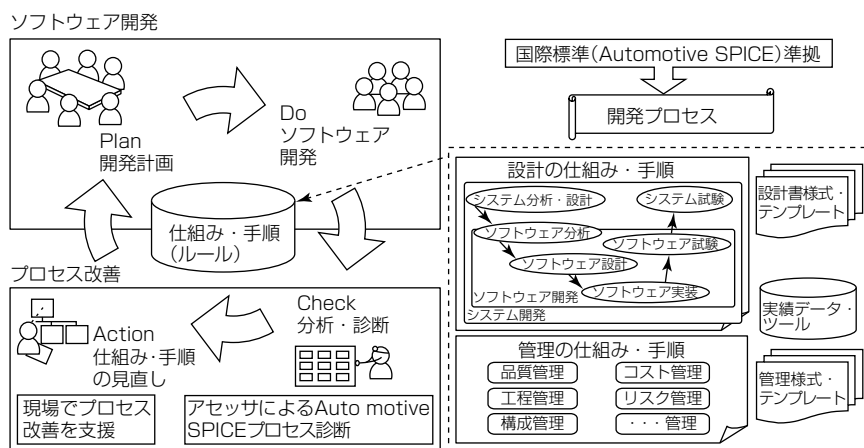 ソフトウェア開発
Plan
開発計画
Do
ソフトウェア
開発
仕組み・手順
(ルール)
プロセス改善
Action
仕組み・手順
の見直し
Check
分析・診断
現場でプロセス
改善を支援
アセッサによるAuto motive
SPICEプロセス診断
国際標準(Automotive SPICE)準拠
開発プロセス
設計の仕組み・手順
システム分析・設計
システム試験
ソフトウェア分析
ソフトウェア試験
ソフトウェア設計
ソフトウェア実装
ソフトウェア開発
システム開発
管理の仕組み・手順
品質管理
コスト管理
工程管理
リスク管理
構成管理
・・・管理
設計書様式・
テンプレート
実績データ・
ツール
管理様式・
テンプレート